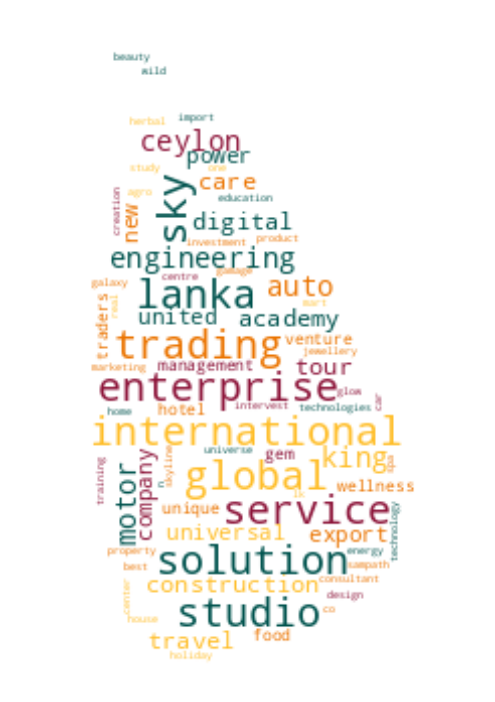 beauty
wild
herbal import
ceylon
power
study one
sky care
agro
education
creation new digital
investment product
engineering
centre gamage
galaxy lanka auto
real mart
united academy
traders trading venture
jewellery
marketing management tour
enterprise glow
car
home hotel intervest technologies
international
universe
skyline gem king
training motor company global
lk wellness
n
unique service
universal export technology
property solution energy
best sampath
construction consultant
center design
studio co
house
travel food
holiday